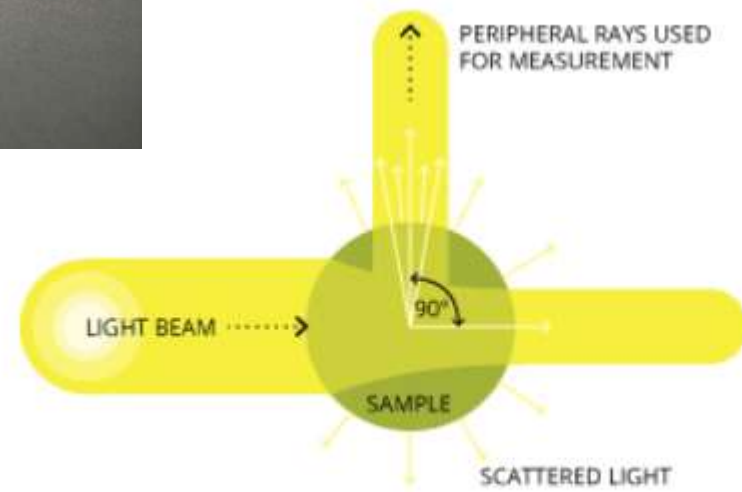 PERIPHERAL RAYS USED
FOR MEASUREMENT
90°
LIGHT BEAM
SAMPLE
SCATTERED LIGHT